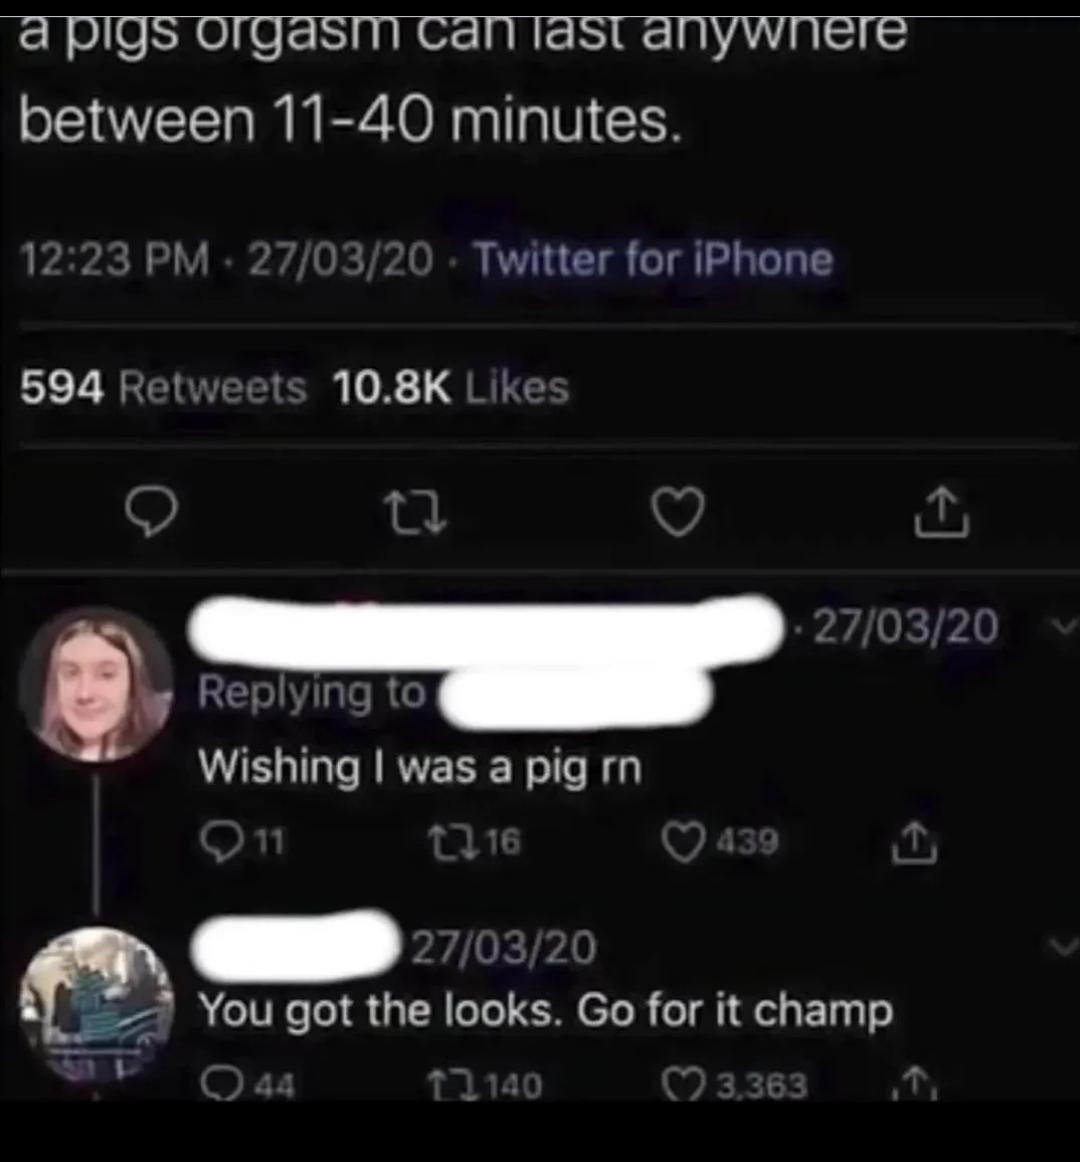 a pigs orgasm can last anywhere
between 11-40 minutes.
12:23 PM · 27/03/20 · Twitter for iPhone
594 Retweets 10.8K Likes
· 27/03/20
Replying to
Wishing I was a pig rn
11 16 439
27/03/20
You got the looks. Go for it champ
44 140 3,363